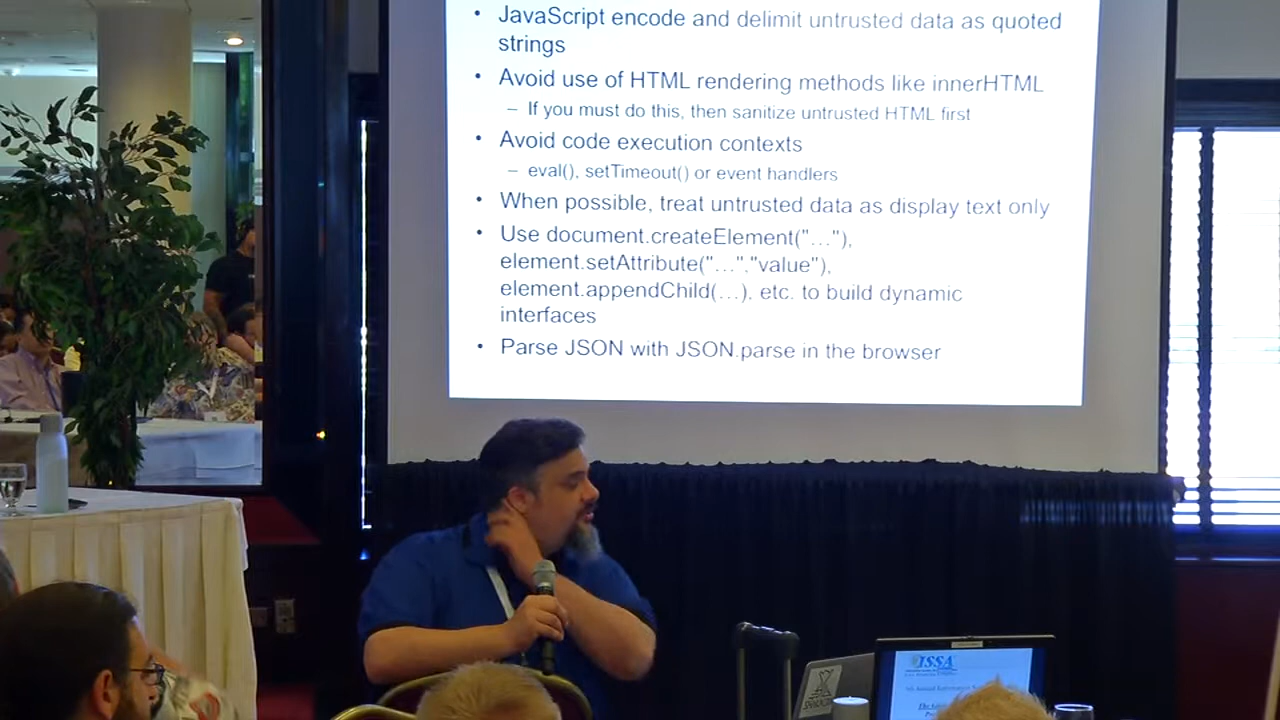 • JavaScript encode and delimit untrusted data as quoted
strings
• Avoid use of HTML rendering methods like innerHTML
– If you must do this, then sanitize untrusted HTML first
• Avoid code execution contexts
– eval(), setTimeout() or event handlers
• When possible, treat untrusted data as display text only
• Use document.createElement("…"),
element.setAttribute("…","value"),
element.appendChild(…), etc. to build dynamic
interfaces
• Parse JSON with JSON.parse in the browser
ISSA